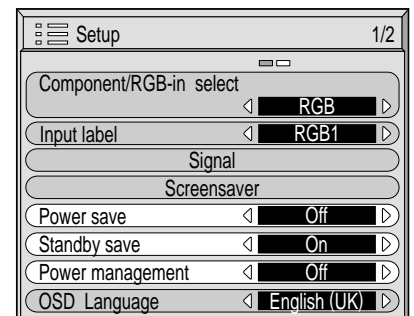 Setup 1/2
Component/RGB-in select
RGB
Input label RGB1
Signal
Screensaver
Power save Off
Standby save On
Power management Off
OSD Language English (UK)